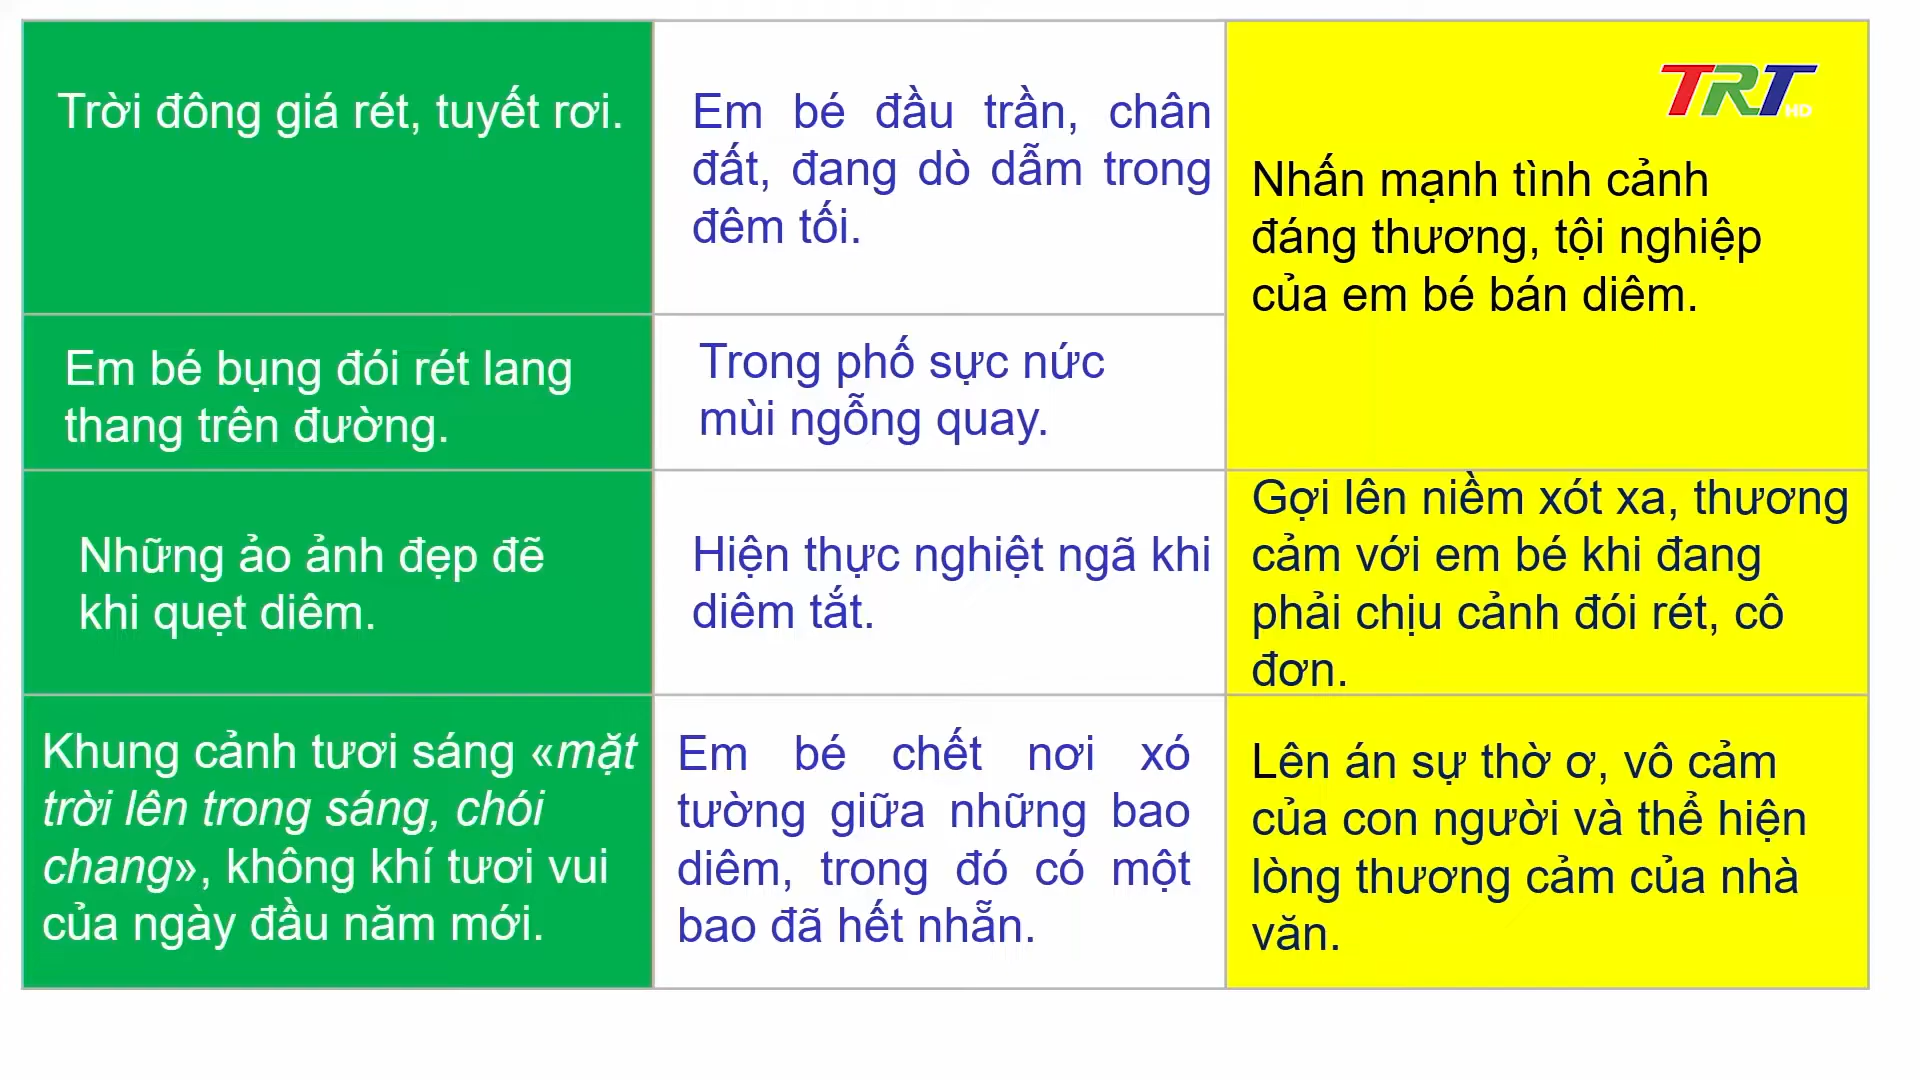 Trời đông giá rét, tuyết rơi.
Em bé đầu trần, chân
đất, đang dò dẫm trong
đêm tối.
TRT HD
Nhấn mạnh tình cảnh
đáng thương, tội nghiệp
của em bé bán diêm.
Em bé bụng đói rét lang
thang trên đường.
Trong phố sực nức
mùi ngỗng quay.
Những ảo ảnh đẹp đẽ
khi quẹt diêm.
Hiện thực nghiệt ngã khi
diêm tắt.
Gợi lên niềm xót xa, thương
cảm với em bé khi đang
phải chịu cảnh đói rét, cô
đơn.
Khung cảnh tươi sáng «mặt
trời lên trong sáng, chói
chang», không khí tươi vui
của ngày đầu năm mới.
Em bé chết nơi xó
tường giữa những bao
diêm, trong đó có một
bao đã hết nhẵn.
Lên án sự thờ ơ, vô cảm
của con người và thể hiện
lòng thương cảm của nhà
văn.